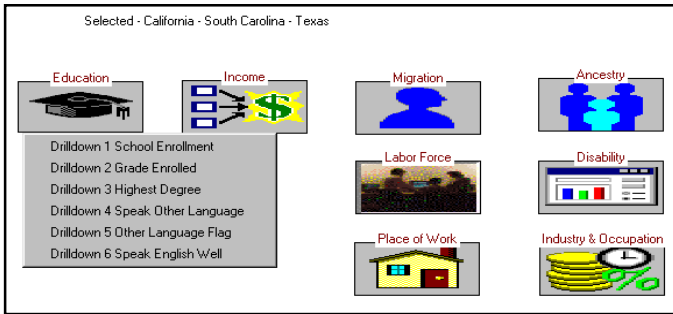 Selected - California - South Carolina - Texas
Education
Income
Migration
Ancestry
Drilldown 1 School Enrollment
Drilldown 2 Grade Enrolled
Drilldown 3 Highest Degree
Drilldown 4 Speak Other Language
Drilldown 5 Other Language Flag
Drilldown 6 Speak English Well
Labor Force
Disability
Place of Work
Industry & Occupation